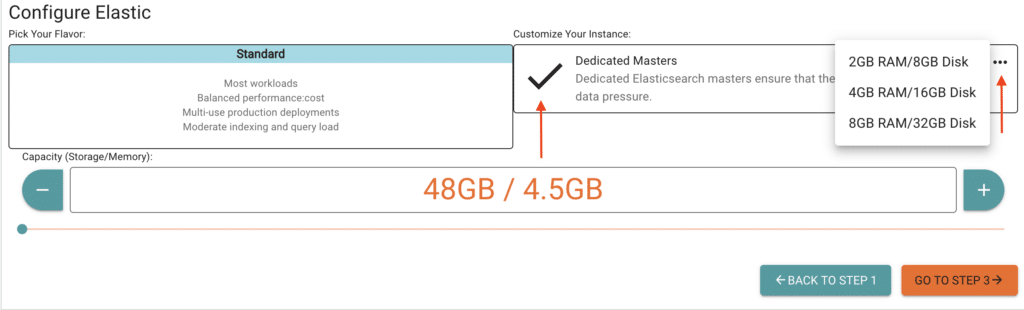 Configure Elastic
Pick Your Flavor:
Standard
Most workloads
Balanced performance:cost
Multi-use production deployments
Moderate indexing and query load
Customize Your Instance:
Dedicated Masters
Dedicated Elasticsearch masters ensure that the
data pressure.
2GB RAM/8GB Disk
4GB RAM/16GB Disk
8GB RAM/32GB Disk
Capacity (Storage/Memory):
48GB / 4.5GB
BACK TO STEP 1
GO TO STEP 3